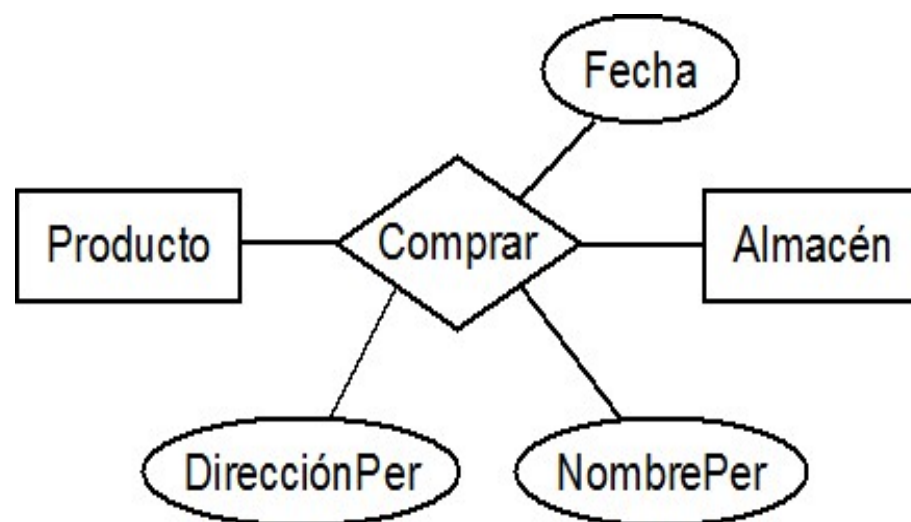 Fecha
Producto
Comprar
Almacén
DirecciónPer
NombrePer